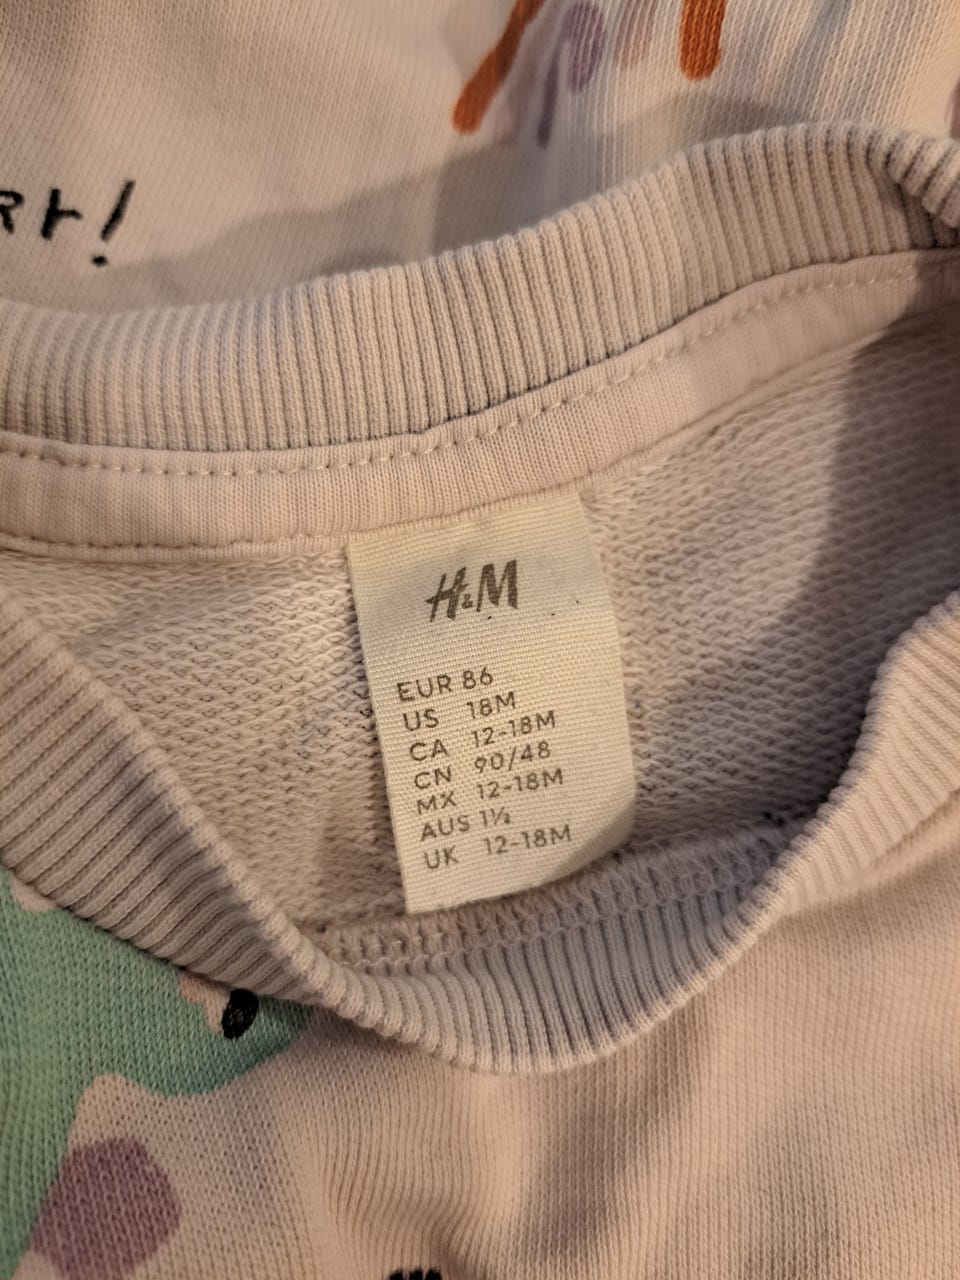 H&M
EUR 86
US 18M
CA 12-18M
CN 90/48
MX 12-18M
AUS 1½
UK 12-18M